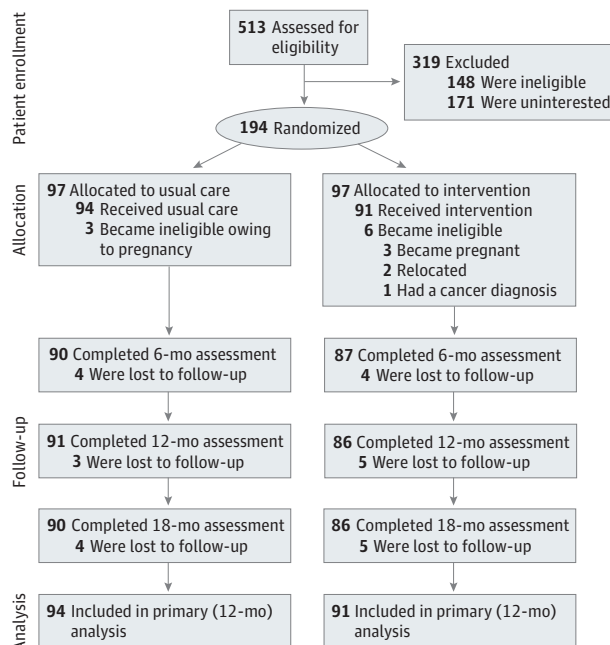 Patient enrollment
513 Assessed for
eligibility
319 Excluded
148 Were ineligible
171 Were uninterested
194 Randomized
Allocation
97 Allocated to usual care
94 Received usual care
3 Became ineligible owing
to pregnancy
97 Allocated to intervention
91 Received intervention
6 Became ineligible
3 Became pregnant
2 Relocated
1 Had a cancer diagnosis
Follow-up
90 Completed 6-mo assessment
4 Were lost to follow-up
87 Completed 6-mo assessment
4 Were lost to follow-up
91 Completed 12-mo assessment
3 Were lost to follow-up
86 Completed 12-mo assessment
5 Were lost to follow-up
90 Completed 18-mo assessment
4 Were lost to follow-up
86 Completed 18-mo assessment
5 Were lost to follow-up
Analysis
94 Included in primary (12-mo)
analysis
91 Included in primary (12-mo)
analysis